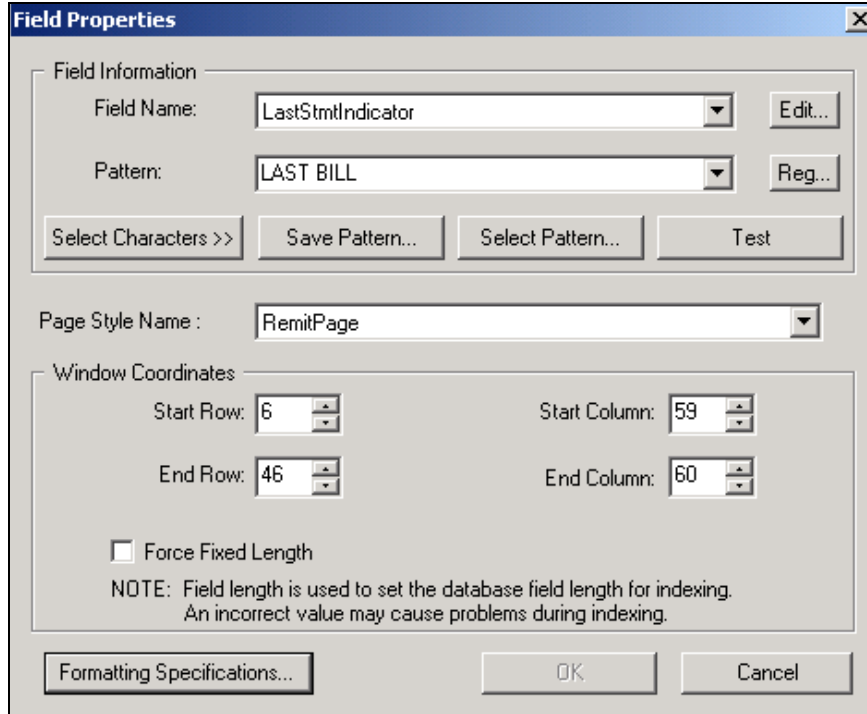 Field Properties
Field Information
Field Name: LastStmtIndicator Edit...
Pattern: LAST BILL Reg...
Select Characters >> Save Pattern... Select Pattern... Test
Page Style Name : RemitPage
Window Coordinates
Start Row: 6 Start Column: 59
End Row: 46 End Column: 60
Force Fixed Length
NOTE: Field length is used to set the database field length for indexing.
An incorrect value may cause problems during indexing.
Formatting Specifications... OK Cancel